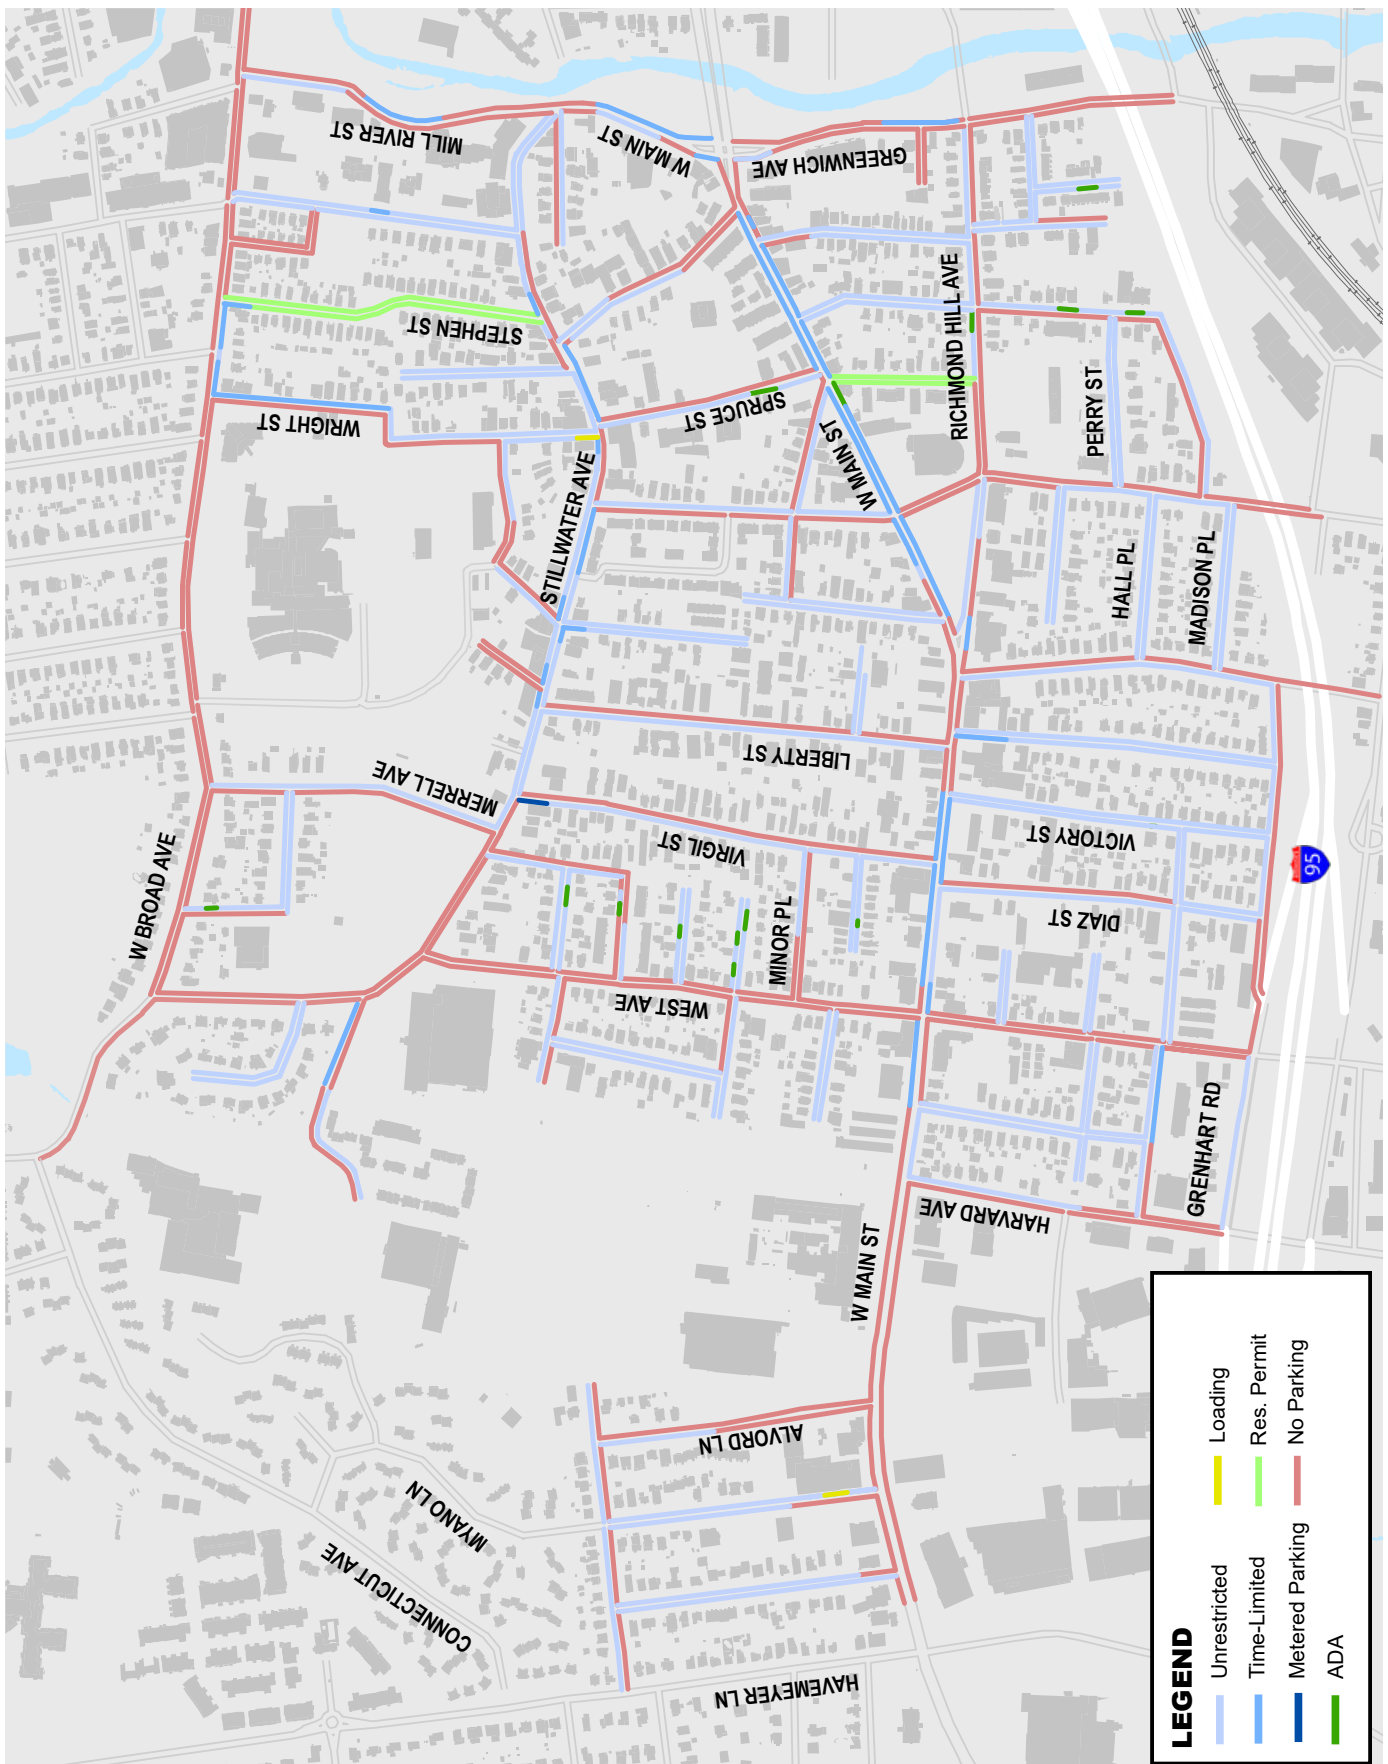 MILL RIVER ST
W MAIN ST
GREENWICH AVE
STEPHEN ST
WRIGHT ST
SPRUCE ST
RICHMOND HILL AVE
W MAIN ST
PERRY ST
STILLWATER AVE
HALL PL
MADISON PL
MERRELL AVE
LIBERTY ST
W BROAD AVE
VIRGIL ST
VICTORY ST
95
MINOR PL
DIAZ ST
WEST AVE
GRENHART RD
HARVARD AVE
W MAIN ST
ALVORD LN
MYANO LN
CONNECTICUT AVE
HAVEMEYER LN
LEGEND
Unrestricted
Time-Limited
Metered Parking
ADA
Loading
Res. Permit
No Parking